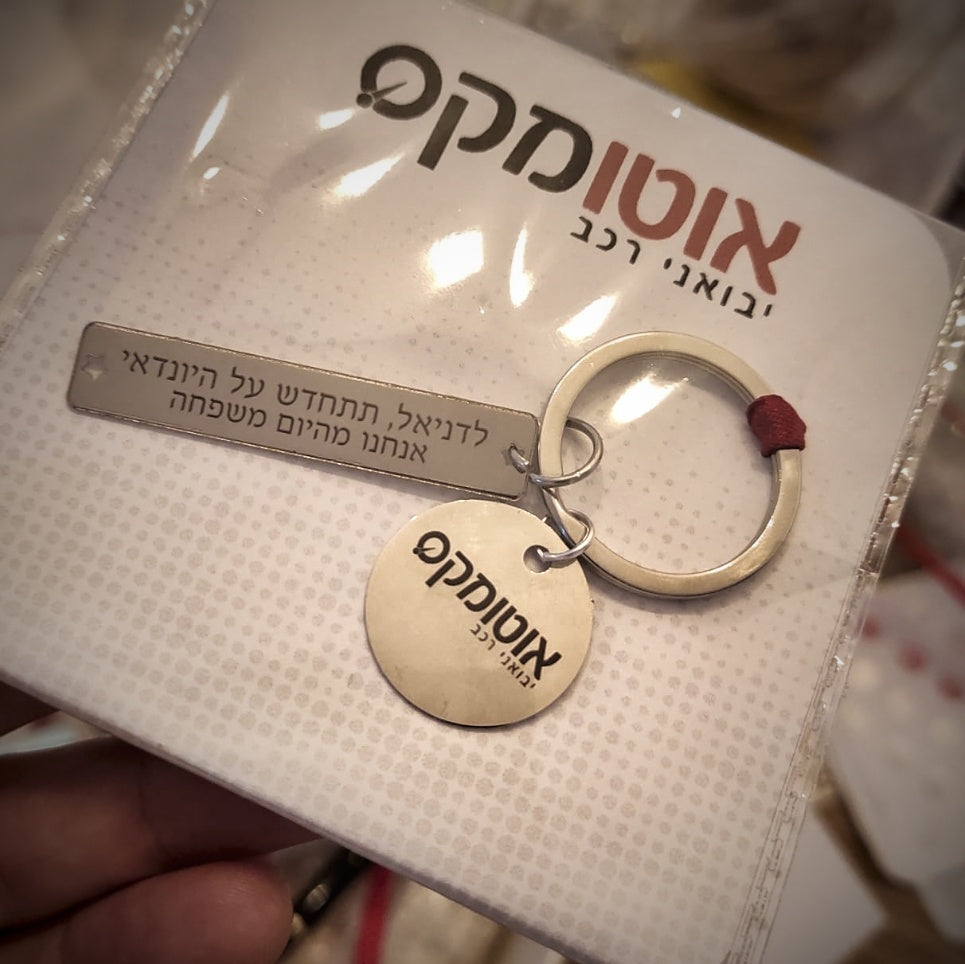 אוטומקס
יבואני רכב
לדניאל, תתחדש על היונדאי
אנחנו מהיום משפחה
אוטומקס
יבואני רכב